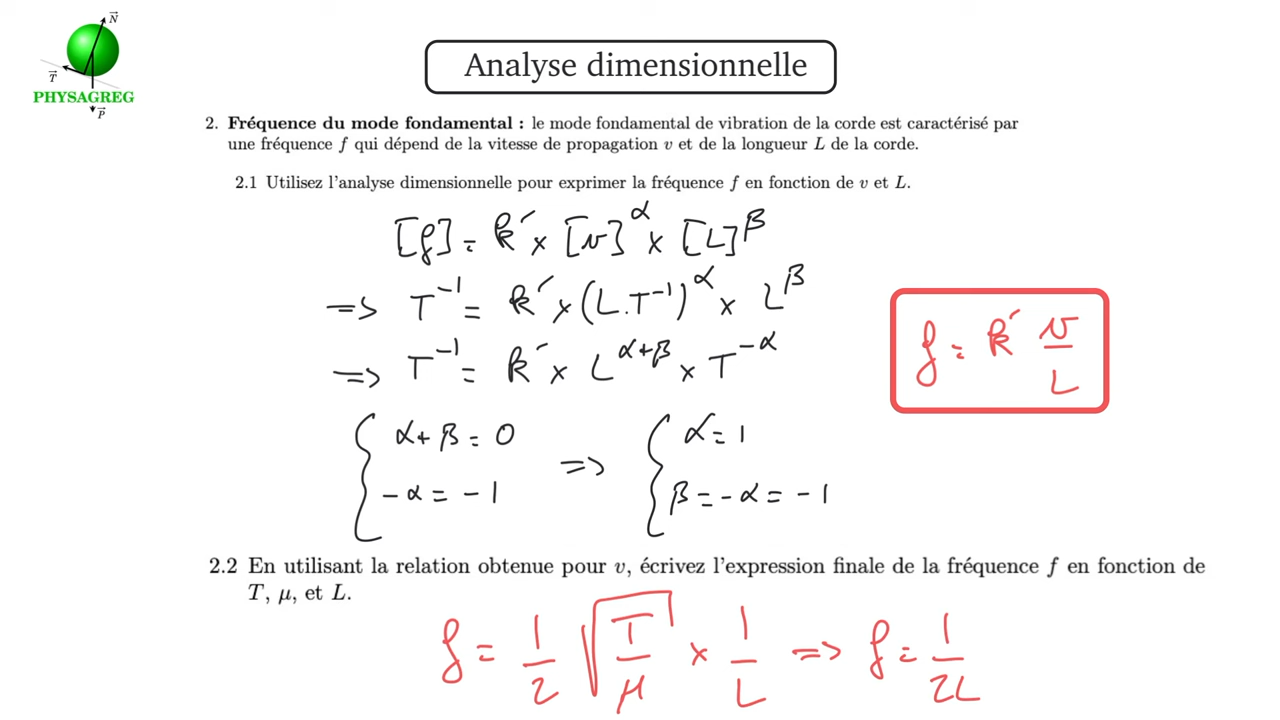 N
T
PHYSAGREG
P
Analyse dimensionnelle
2. Fréquence du mode fondamental : le mode fondamental de vibration de la corde est caractérisé par
une fréquence f qui dépend de la vitesse de propagation v et de la longueur L de la corde.
2.1 Utilisez l'analyse dimensionnelle pour exprimer la fréquence f en fonction de v et L.
[f] = k' × [v]^α × [L]^β
=> T^-1 = k' × (L.T^-1)^α × L^β
=> T^-1 = k' × L^α+β × T^-α
f = k' v/L
{ α + β = 0 => { α = 1
- α = - 1 β = - α = - 1
2.2 En utilisant la relation obtenue pour v, écrivez l'expression finale de la fréquence f en fonction de
T, μ, et L.
f = 1/2 √T/μ × 1/L => f = 1/2L